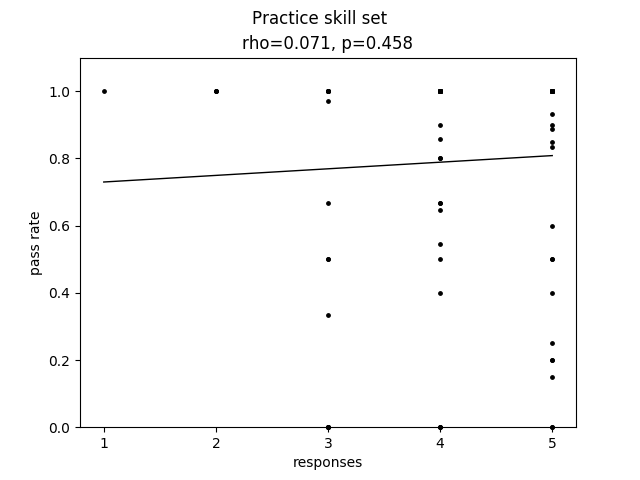 Practice skill set
rho=0.071, p=0.458
1.0
0.8
0.6
0.4
0.2
0.0
pass rate
1 2 3 4 5
responses